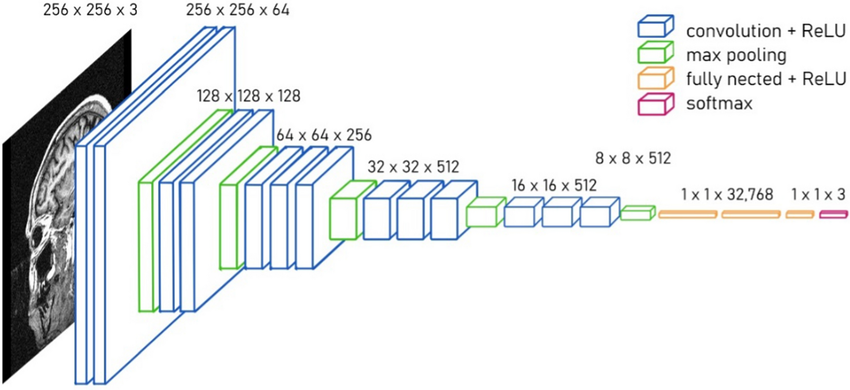 256 x 256 x 3
256 x 256 x 64
128 x 128 x 128
64 x 64 x 256
32 x 32 x 512
16 x 16 x 512
8 x 8 x 512
1 x 1 x 32,768
1 x 1 x 3
convolution + ReLU
max pooling
fully nected + ReLU
softmax